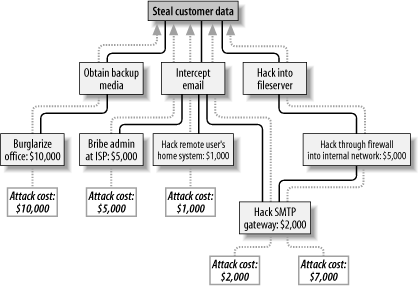 Steal customer data
Obtain backup
media
Intercept
email
Hack into
fileserver
Burglarize
office: $10,000
Bribe admin
at ISP: $5,000
Hack remote user's
home system: $1,000
Hack through firewall
into internal network: $5,000
Attack cost:
$10,000
Attack cost:
$5,000
Attack cost:
$1,000
Hack SMTP
gateway: $2,000
Attack cost:
$2,000
Attack cost:
$7,000